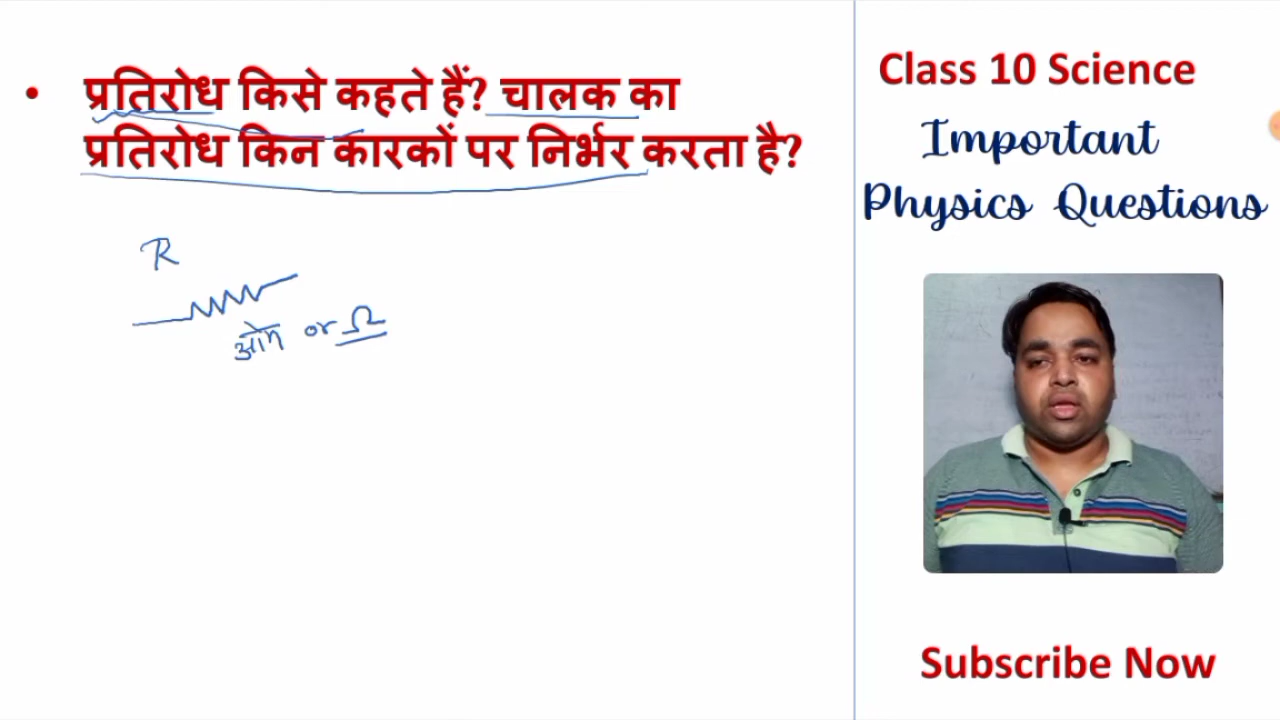 • प्रतिरोध किसे कहते हैं? चालक का
प्रतिरोध किन कारकों पर निर्भर करता है?
R
ओम or Ω
Class 10 Science
Important
Physics Questions
Subscribe Now